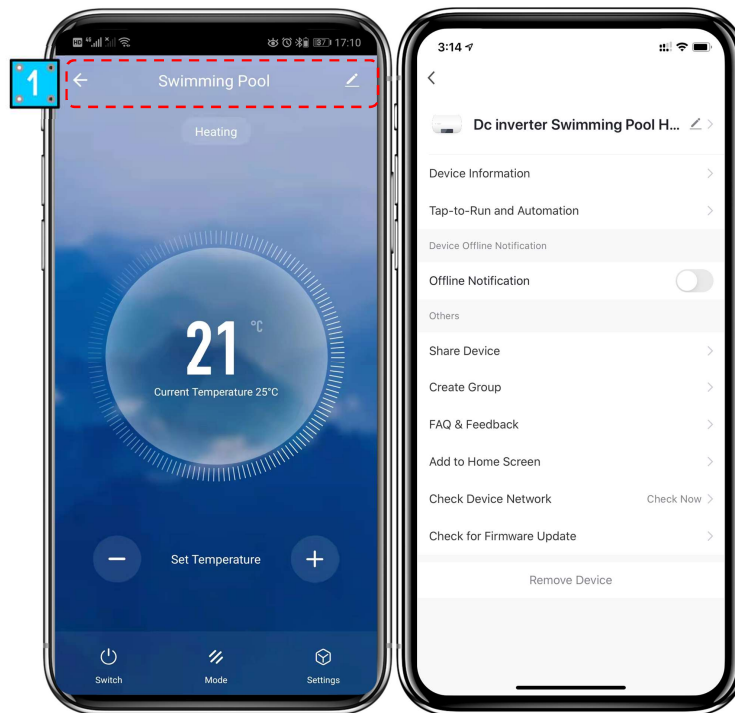 17:10
1
Swimming Pool
Heating
21 °C
Current Temperature 25°C
Set Temperature
Switch Mode Settings
3:14
Dc inverter Swimming Pool H...
Device Information
Tap-to-Run and Automation
Device Offline Notification
Offline Notification
Others
Share Device
Create Group
FAQ & Feedback
Add to Home Screen
Check Device Network Check Now
Check for Firmware Update
Remove Device